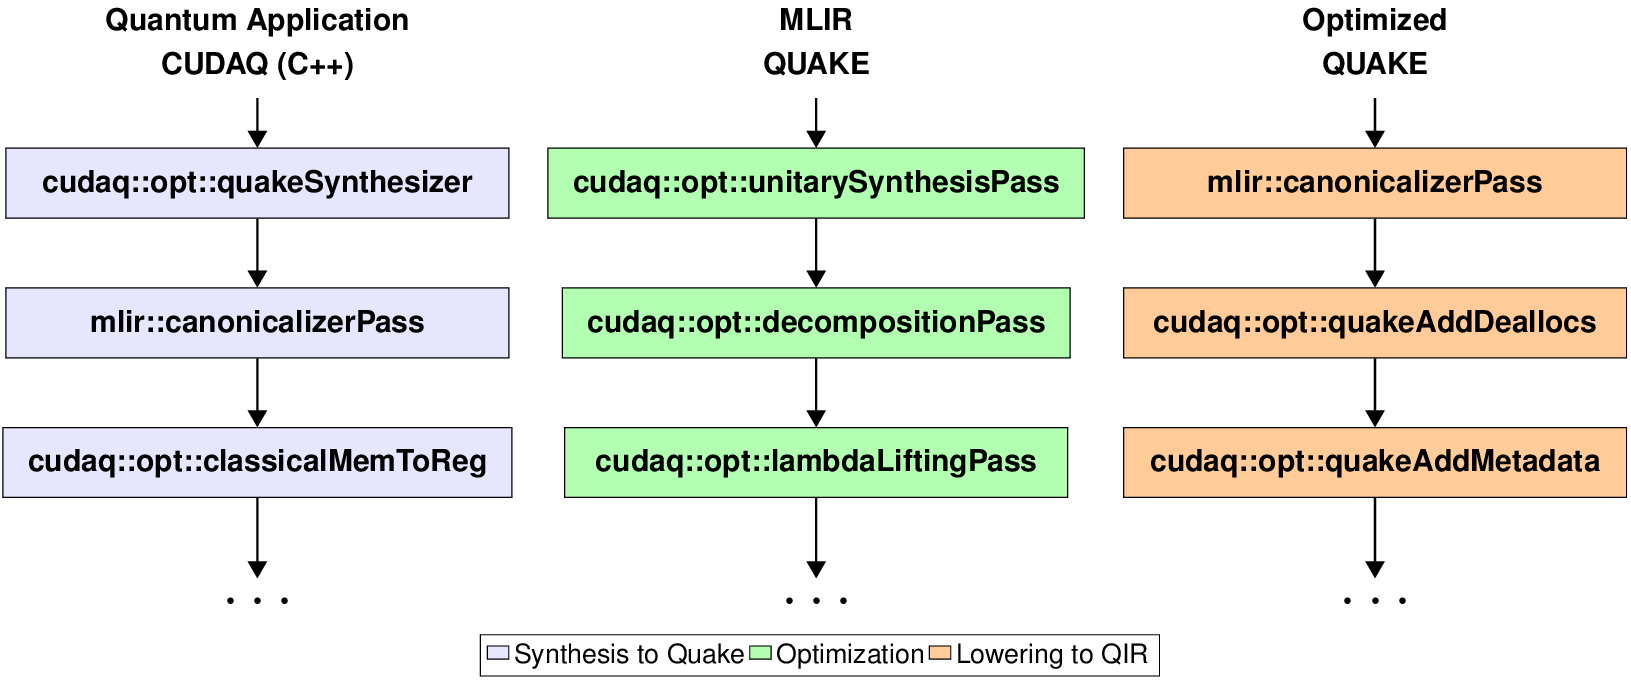 Quantum Application
CUDAQ (C++)
cudaq::opt::quakeSynthesizer
mlir::canonicalizerPass
cudaq::opt::classicalMemToReg
. . .
MLIR
QUAKE
cudaq::opt::unitarySynthesisPass
cudaq::opt::decompositionPass
cudaq::opt::lambdaLiftingPass
. . .
Optimized
QUAKE
mlir::canonicalizerPass
cudaq::opt::quakeAddDeallocs
cudaq::opt::quakeAddMetadata
. . .
Synthesis to Quake Optimization Lowering to QIR